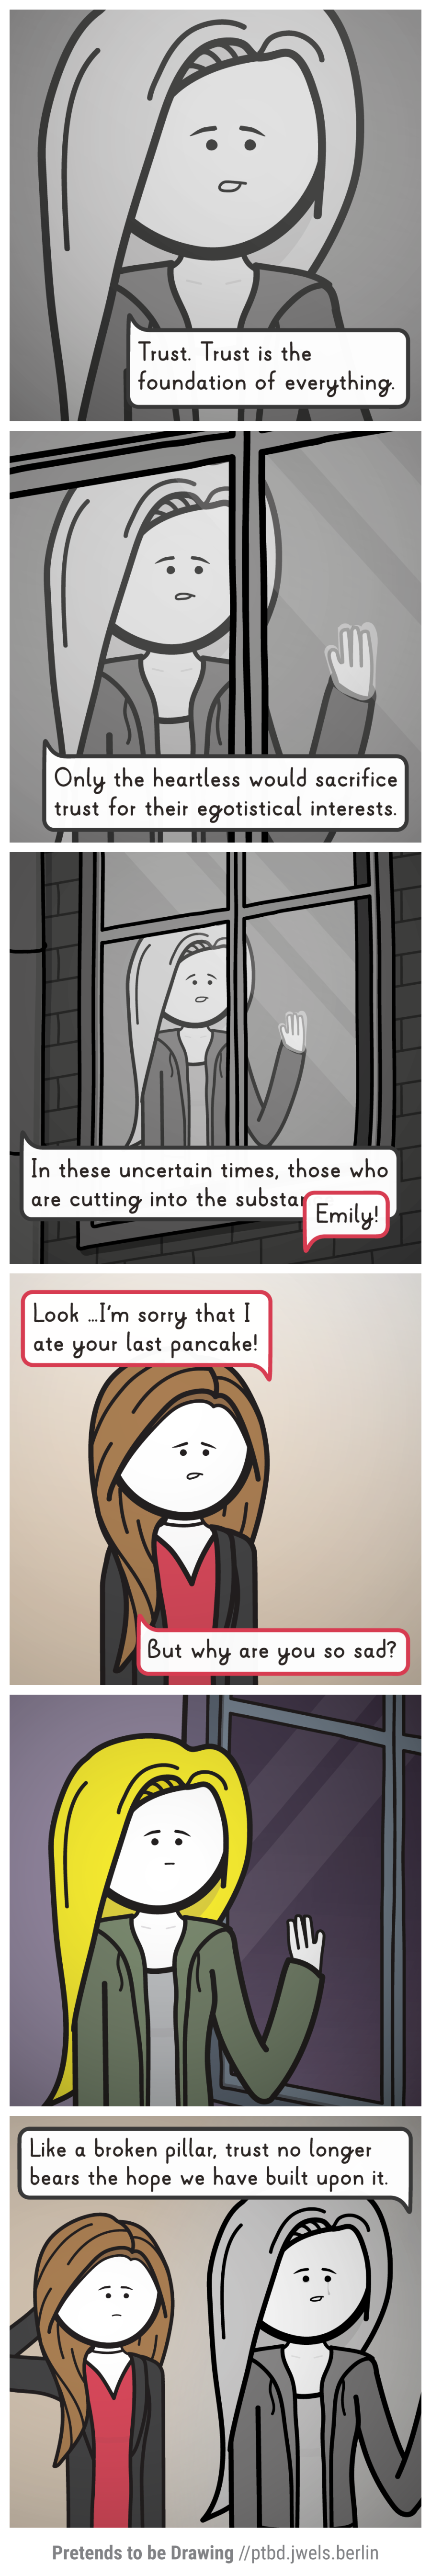 Trust. Trust is the
foundation of everything.
Only the heartless would sacrifice
trust for their egotistical interests.
In these uncertain times, those who
are cutting into the substan
Emily!
Look ...I'm sorry that I
ate your last pancake!
But why are you so sad?
Like a broken pillar, trust no longer
bears the hope we have built upon it.
Pretends to be Drawing //ptbd.jwels.berlin